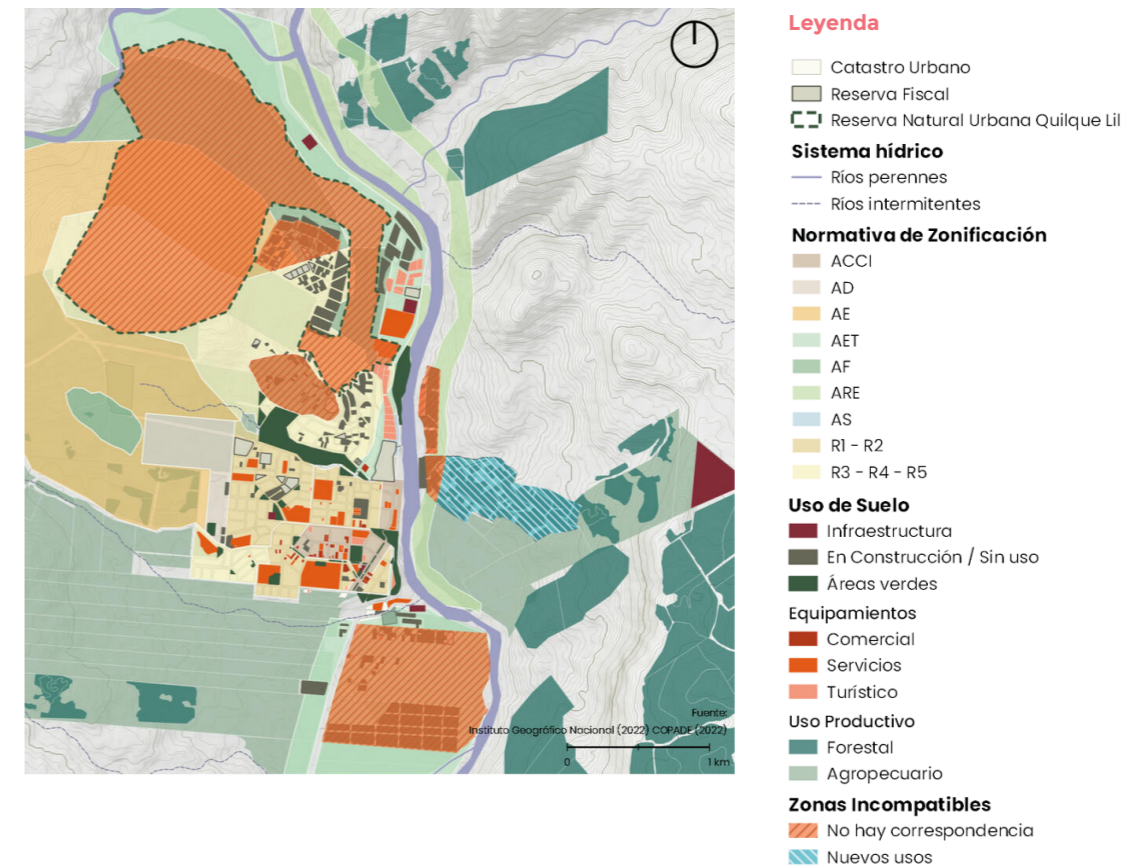 Leyenda
Catastro Urbano
Reserva Fiscal
Reserva Natural Urbana Quilque Lil
Sistema hídrico
Ríos perennes
Ríos intermitentes
Normativa de Zonificación
ACCI
AD
AE
AET
AF
ARE
AS
R1 - R2
R3 - R4 - R5
Uso de Suelo
Infraestructura
En Construcción / Sin uso
Áreas verdes
Equipamientos
Comercial
Servicios
Turístico
Uso Productivo
Forestal
Agropecuario
Zonas Incompatibles
No hay correspondencia
Nuevos usos
Fuente:
Instituto Geográfico Nacional (2022) COPADE (2022)
0 1 km